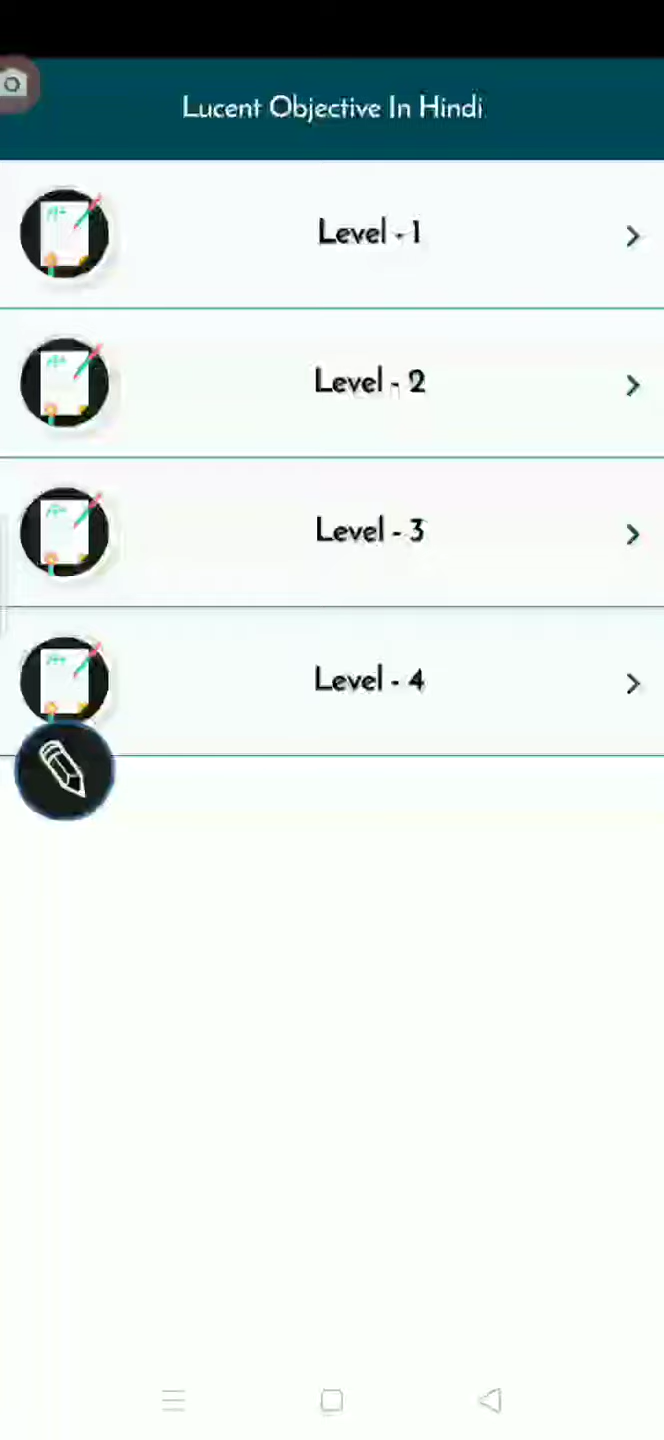 Lucent Objective In Hindi
Level - 1
Level - 2
Level - 3
Level - 4